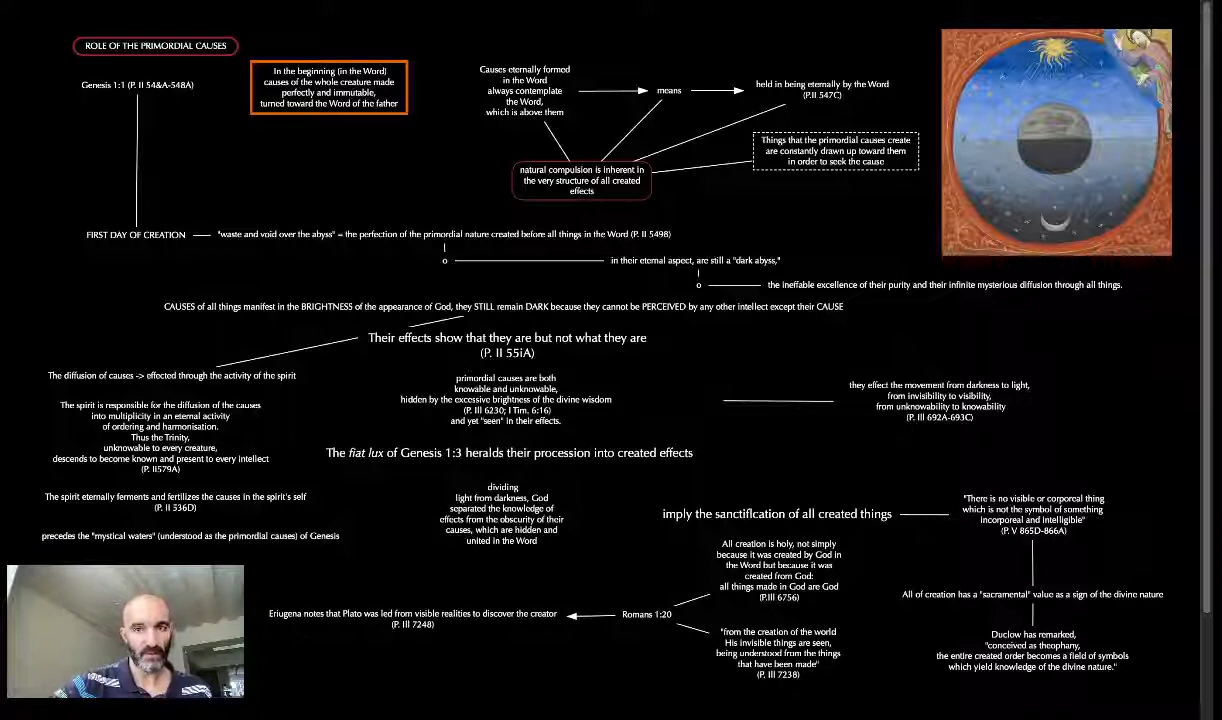 ROLE OF THE PRIMORDIAL CAUSES
Genesis 1:1 (P. II 54&A-548A)
In the beginning (in the Word)
causes of the whole creature made
perfectly and immutable,
turned toward the Word of the father
Causes eternally formed
in the Word
always contemplate
the Word,
which is above them
means
held in being eternally by the Word
(P.II 547C)
Things that the primordial causes create
are constantly drawn up toward them
in order to seek the cause
natural compulsion is inherent in
the very structure of all created
effects
FIRST DAY OF CREATION
"waste and void over the abyss" = the perfection of the primordial nature created before all things in the Word (P. II 5498)
o
in their eternal aspect, are still a "dark abyss,"
o
the ineffable excellence of their purity and their infinite mysterious diffusion through all things.
CAUSES of all things manifest in the BRIGHTNESS of the appearance of God, they STILL remain DARK because they cannot be PERCEIVED by any other intellect except their CAUSE
Their effects show that they are but not what they are
(P. II 55iA)
The diffusion of causes -> effected through the activity of the spirit
primordial causes are both
knowable and unknowable,
hidden by the excessive brightness of the divine wisdom
(P. Ill 6230; I Tim. 6:16)
and yet "seen" in their effects.
they effect the movement from darkness to light,
from invisibility to visibility,
from unknowability to knowability
(P. Ill 692A-693C)
The spirit is responsible for the diffusion of the causes
into multiplicity in an eternal activity
of ordering and harmonisation.
Thus the Trinity,
unknowable to every creature,
descends to become known and present to every intellect
(P. II579A)
The fiat lux of Genesis 1:3 heralds their procession into created effects
The spirit eternally ferments and fertilizes the causes in the spirit's self
(P. II 536D)
dividing
light from darkness, God
separated the knowledge of
effects from the obscurity of their
causes, which are hidden and
united in the Word
imply the sanctiflcation of all created things
"There is no visible or corporeal thing
which is not the symbol of something
incorporeal and intelligible"
(P. V 865D-866A)
precedes the "mystical waters" (understood as the primordial causes) of Genesis
All creation is holy, not simply
because it was created by God in
the Word but because it was
created from God:
all things made in God are God
(P.Ill 6756)
All of creation has a "sacramental" value as a sign of the divine nature
Eriugena notes that Plato was led from visible realities to discover the creator
(P. Ill 7248)
Romans 1:20
"from the creation of the world
His invisible things are seen,
being understood from the things
that have been made"
(P. Ill 7238)
Duclow has remarked,
"conceived as theopharny,
the entire created order becomes a field of symbols
which yield knowledge of the divine nature."